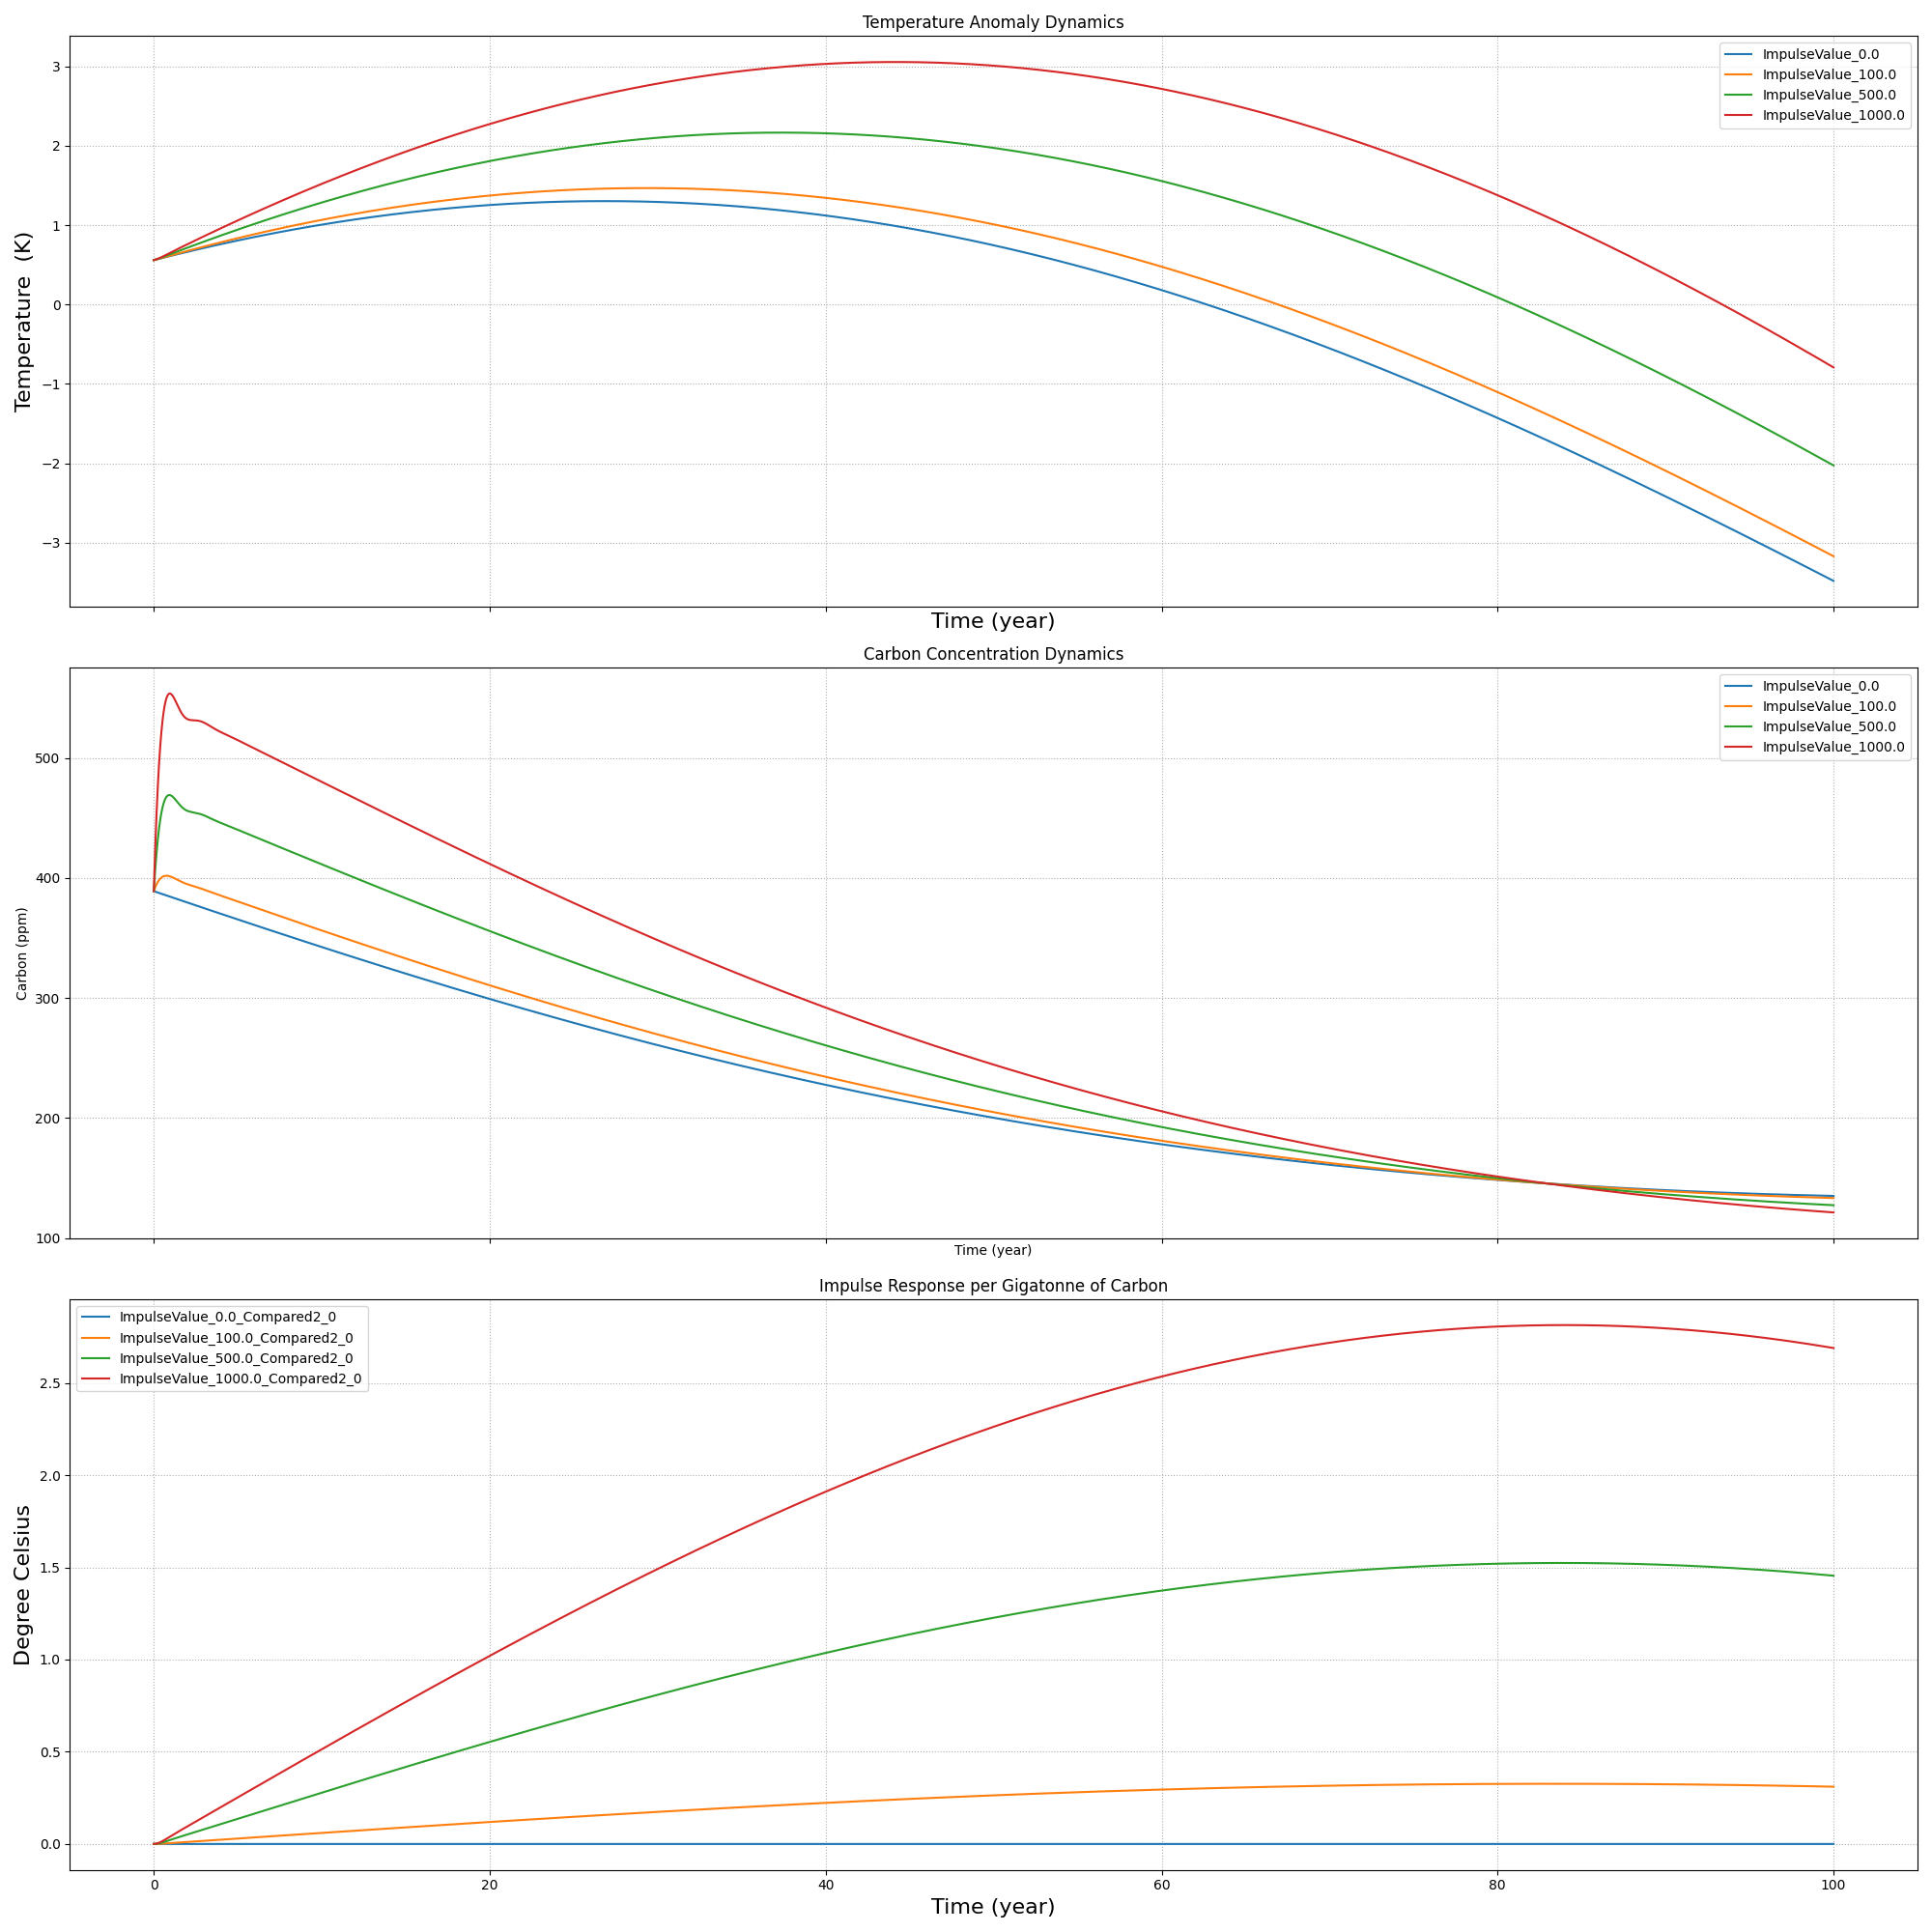 Temperature Anomaly Dynamics
ImpulseValue_0.0
ImpulseValue_100.0
ImpulseValue_500.0
ImpulseValue_1000.0
3
2
1
0
−1
−2
−3
Temperature (K)
Time (year)
Carbon Concentration Dynamics
ImpulseValue_0.0
ImpulseValue_100.0
ImpulseValue_500.0
ImpulseValue_1000.0
500
400
300
200
100
Carbon (ppm)
Time (year)
Impulse Response per Gigatonne of Carbon
ImpulseValue_0.0_Compared2_0
ImpulseValue_100.0_Compared2_0
ImpulseValue_500.0_Compared2_0
ImpulseValue_1000.0_Compared2_0
2.5
2.0
1.5
1.0
0.5
0.0
Degree Celsius
0 20 40 60 80 100
Time (year)